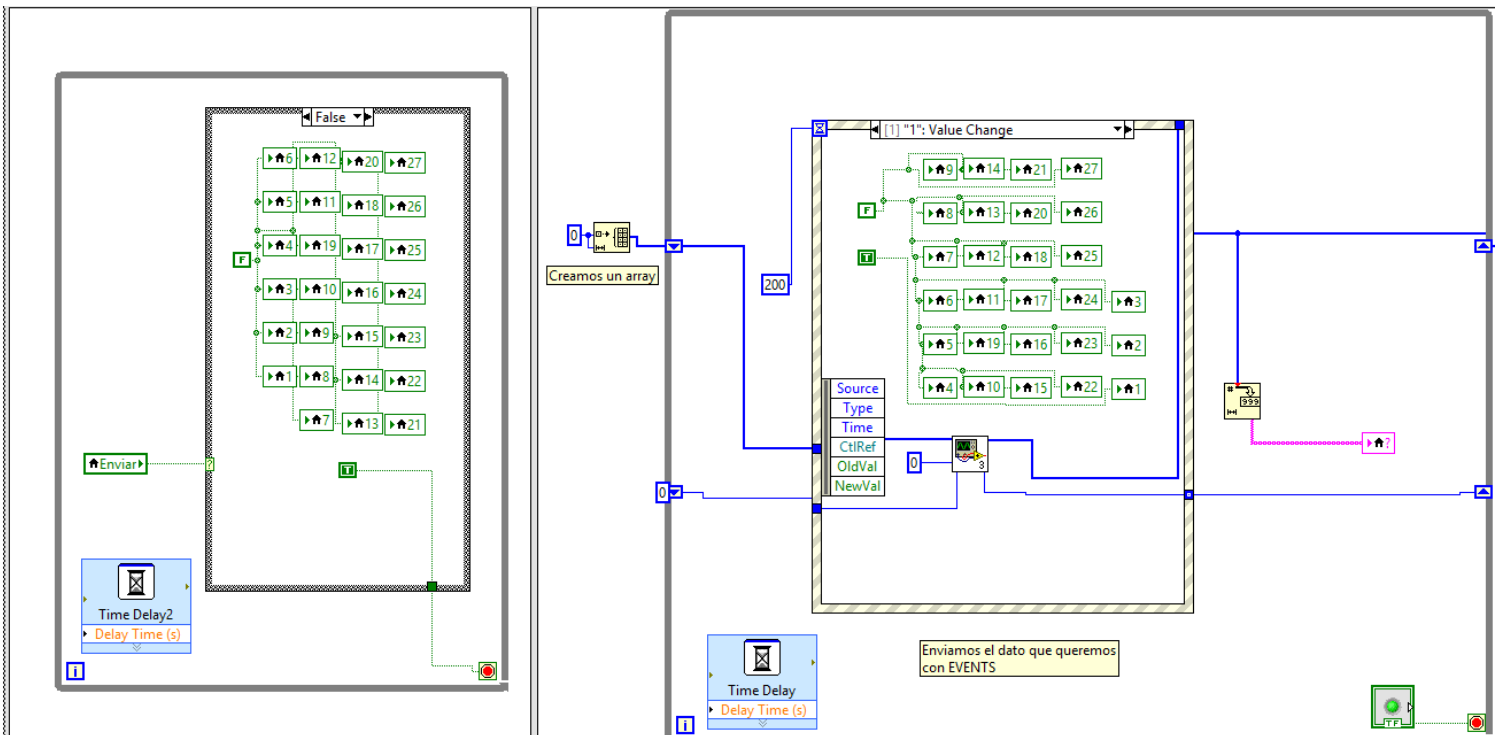 False
6 12 20 27
5 11 18 26
4 19 17 25
F
3 10 16 24
2 9 15 23
1 8 14 22
7 13 21
Enviar
?
T
Time Delay2
Delay Time (s)
i
0
Creamos un array
0
200
[1] "1": Value Change
9 14 21 27
F
8 13 20 26
T
7 12 18 25
6 11 17 24 3
5 19 16 23 2
4 10 15 22 1
Source
Type
Time
CtlRef
OldVal
NewVal
0
3
#
999
?
Time Delay
Delay Time (s)
i
Enviamos el dato que queremos
con EVENTS
TF